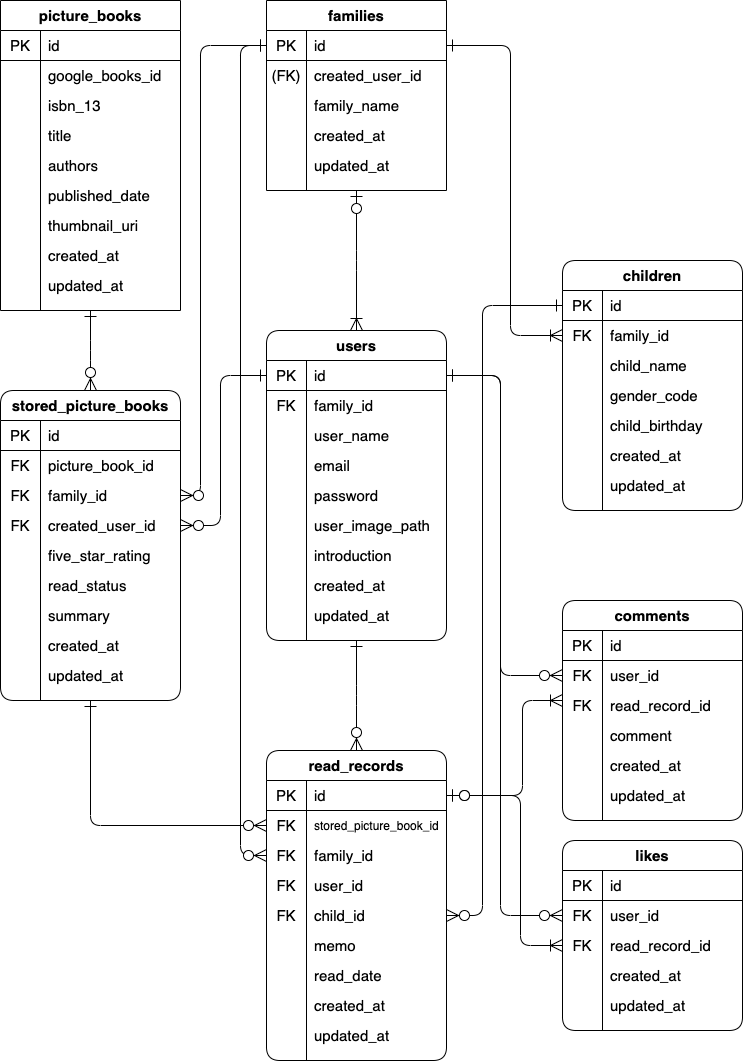 picture_books
PK id
google_books_id
isbn_13
title
authors
published_date
thumbnail_uri
created_at
updated_at
families
PK id
(FK) created_user_id
family_name
created_at
updated_at
children
PK id
FK family_id
child_name
gender_code
child_birthday
created_at
updated_at
stored_picture_books
PK id
FK picture_book_id
FK family_id
FK created_user_id
five_star_rating
read_status
summary
created_at
updated_at
users
PK id
FK family_id
user_name
email
password
user_image_path
introduction
created_at
updated_at
comments
PK id
FK user_id
FK read_record_id
comment
created_at
updated_at
read_records
PK id
FK stored_picture_book_id
FK family_id
FK user_id
FK child_id
memo
read_date
created_at
updated_at
likes
PK id
FK user_id
FK read_record_id
created_at
updated_at